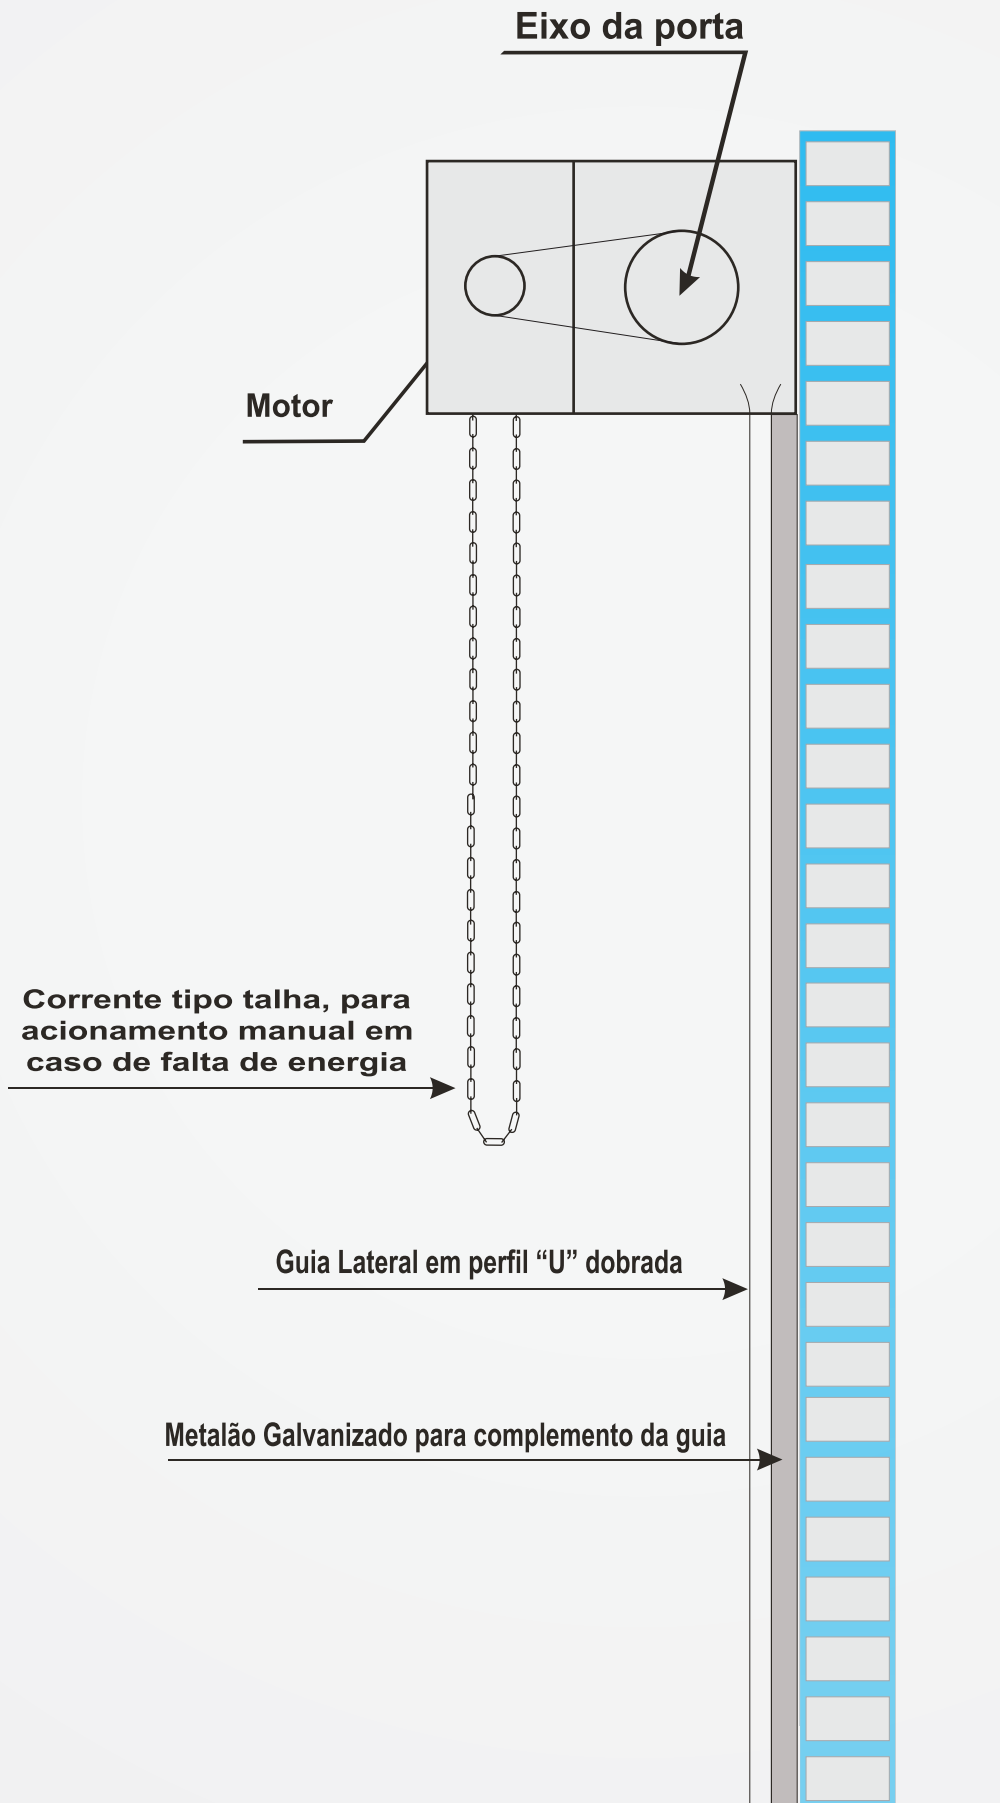 Eixo da porta
Motor
Corrente tipo talha, para
acionamento manual em
caso de falta de energia
Guia Lateral em perfil “U” dobrada
Metalão Galvanizado para complemento da guia